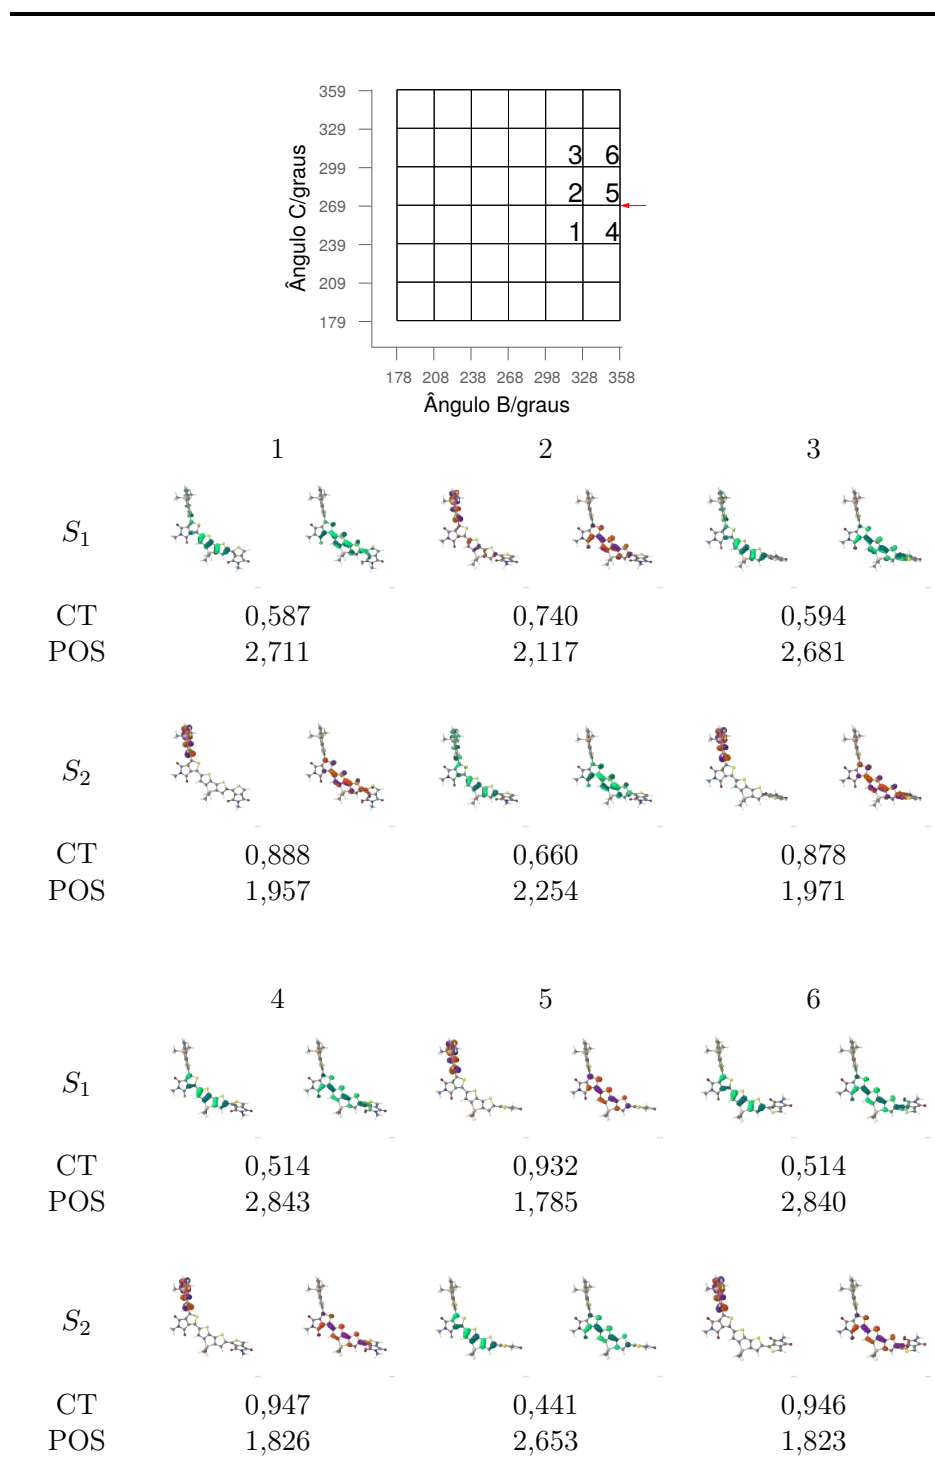 359
329
299
269
239
209
179
Ângulo C/graus
3 6
2 5
1 4
178 208 238 268 298 328 358
Ângulo B/graus
1 2 3
S₁
CT 0,587 0,740 0,594
POS 2,711 2,117 2,681
S₂
CT 0,888 0,660 0,878
POS 1,957 2,254 1,971
4 5 6
S₁
CT 0,514 0,932 0,514
POS 2,843 1,785 2,840
S₂
CT 0,947 0,441 0,946
POS 1,826 2,653 1,823